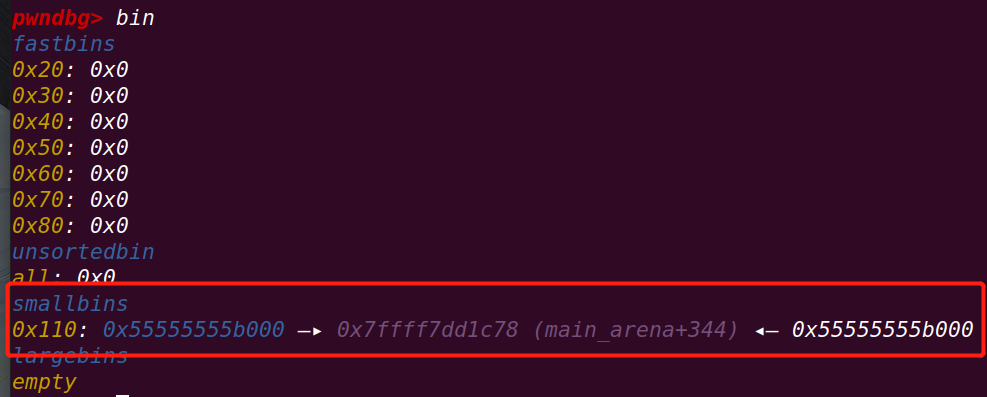 pwndbg> bin
fastbins
0x20: 0x0
0x30: 0x0
0x40: 0x0
0x50: 0x0
0x60: 0x0
0x70: 0x0
0x80: 0x0
unsortedbin
all: 0x0
smallbins
0x110: 0x55555555b000 —▸ 0x7ffff7dd1c78 (main_arena+344) ◂— 0x55555555b000
largebins
empty